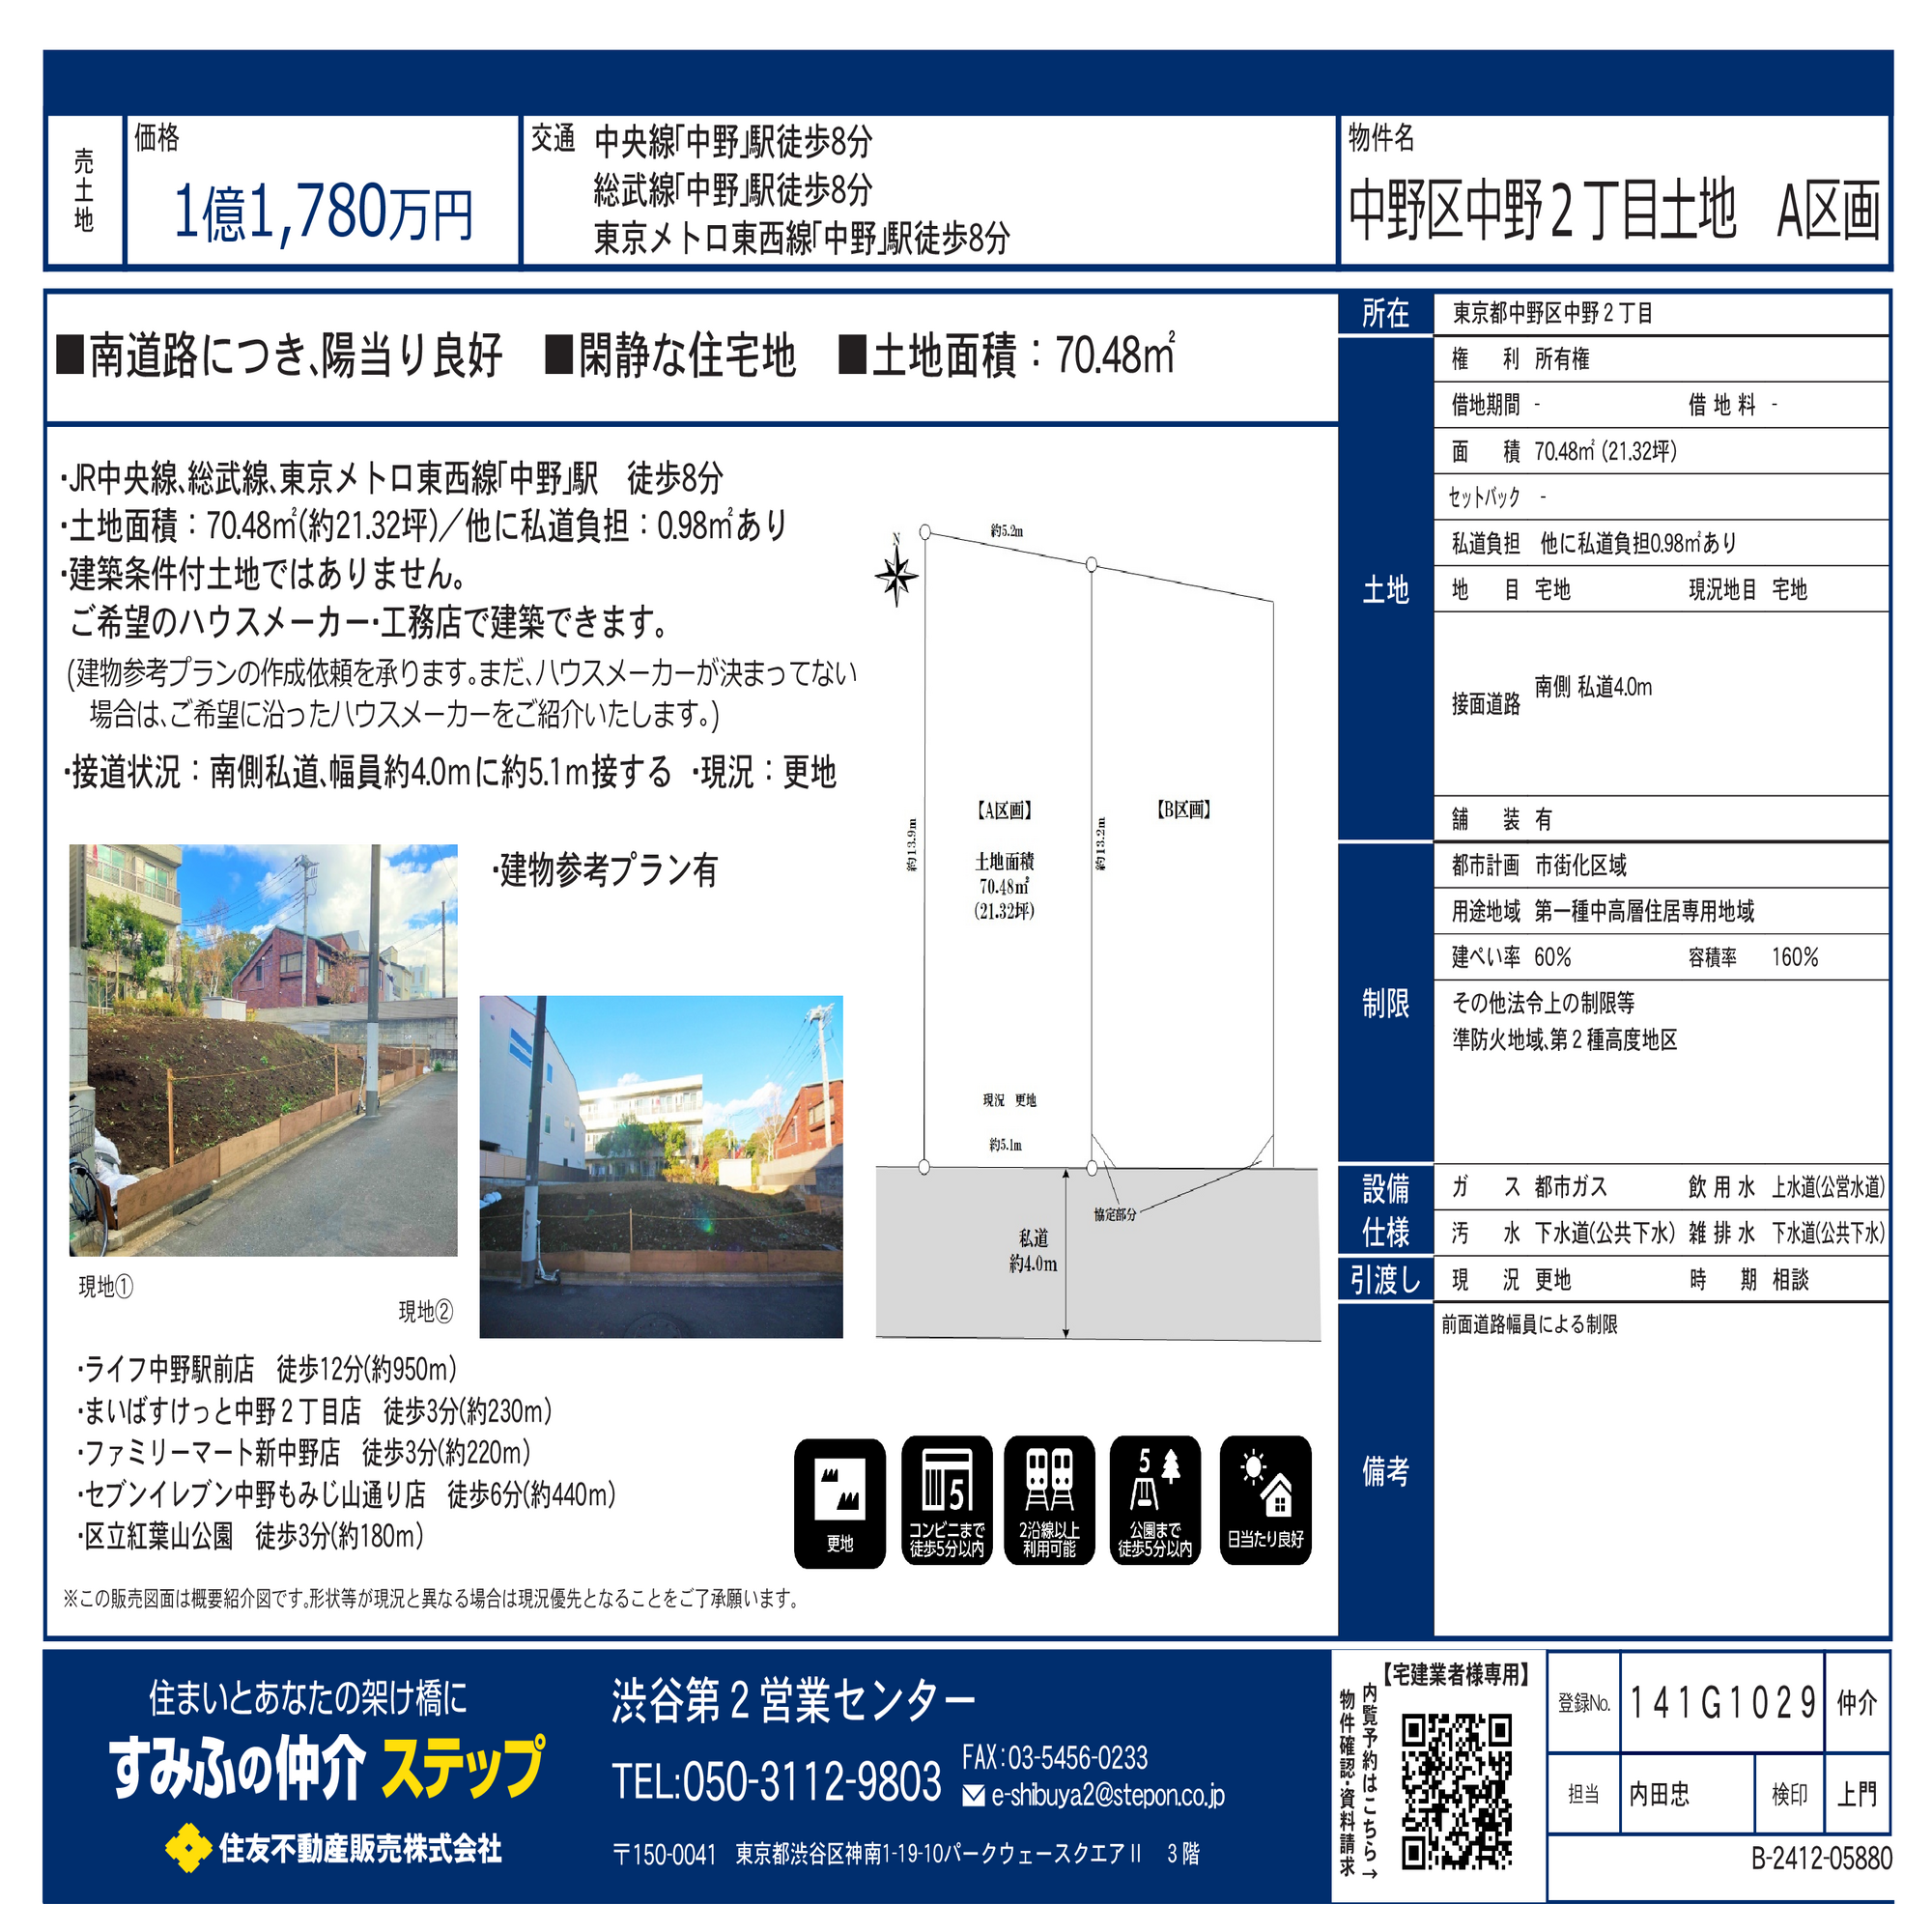 売土地
価格
1億1,780万円
交通
中央線「中野」駅徒歩8分
総武線「中野」駅徒歩8分
東京メトロ東西線「中野」駅徒歩8分
物件名
中野区中野2丁目土地　A区画
■南道路につき、陽当り良好　■閑静な住宅地　■土地面積：70.48㎡
・JR中央線、総武線、東京メトロ東西線「中野」駅　徒歩8分
・土地面積：70.48㎡(約21.32坪)／他に私道負担：0.98㎡あり
・建築条件付土地ではありません。
ご希望のハウスメーカー・工務店で建築できます。
(建物参考プランの作成依頼を承ります。まだ、ハウスメーカーが決まってない
場合は、ご希望に沿ったハウスメーカーをご紹介いたします。)
・接道状況：南側私道、幅員約4.0mに約5.1m接する ・現況：更地
・建物参考プラン有
現地①
現地②
N
約5.2m
約13.9m
【A区画】
土地面積
70.48㎡
(21.32坪)
約13.2m
【B区画】
現況　更地
約5.1m
協定部分
私道
約4.0m
・ライフ中野駅前店　徒歩12分(約950m)
・まいばすけっと中野2丁目店　徒歩3分(約230m)
・ファミリーマート新中野店　徒歩3分(約220m)
・セブンイレブン中野もみじ山通り店　徒歩6分(約440m)
・区立紅葉山公園　徒歩3分(約180m)
更地
5
コンビニまで
徒歩5分以内
2沿線以上
利用可能
5
公園まで
徒歩5分以内
日当たり良好
※この販売図面は概要紹介図です。形状等が現況と異なる場合は現況優先となることをご了承願います。
所在　東京都中野区中野2丁目
土地
権　利　所有権
借地期間　-　借地料　-
面　積　70.48㎡ (21.32坪)
セットバック　-
私道負担　他に私道負担0.98㎡あり
地　目　宅地　現況地目　宅地
接面道路　南側 私道4.0m
舗　装　有
制限
都市計画　市街化区域
用途地域　第一種中高層住居専用地域
建ぺい率　60%　容積率　160%
その他法令上の制限等
準防火地域、第2種高度地区
設備
仕様
ガ　ス　都市ガス　飲用水　上水道(公営水道)
汚　水　下水道(公共下水)　雑排水　下水道(公共下水)
引渡し　現　況　更地　時　期　相談
備考
前面道路幅員による制限
住まいとあなたの架け橋に
すみふの仲介 ステップ
住友不動産販売株式会社
渋谷第2営業センター
TEL:050-3112-9803
FAX:03-5456-0233
e-shibuya2@stepon.co.jp
〒150-0041　東京都渋谷区神南1-19-10パークウェースクエアⅡ　3階
【宅建業者様専用】
内覧予約はこちら→
物件確認・資料請求
登録No.　141G1029　仲介
担当　内田忠　検印　上門
B-2412-05880